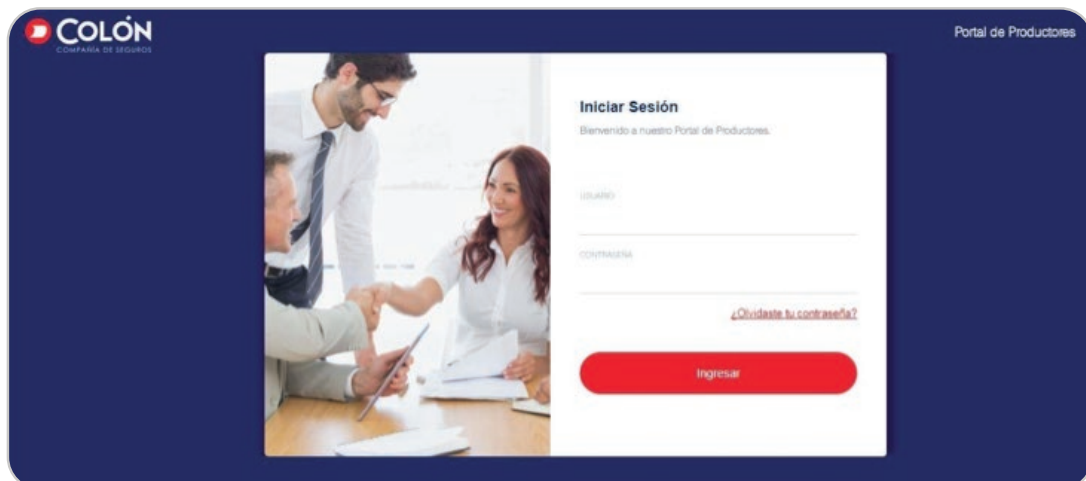 COLÓN
COMPAÑÍA DE SEGUROS
Portal de Productores
Iniciar Sesión
Bienvenido a nuestro Portal de Productores.
USUARIO
CONTRASEÑA
¿Olvidaste tu contraseña?
Ingresar